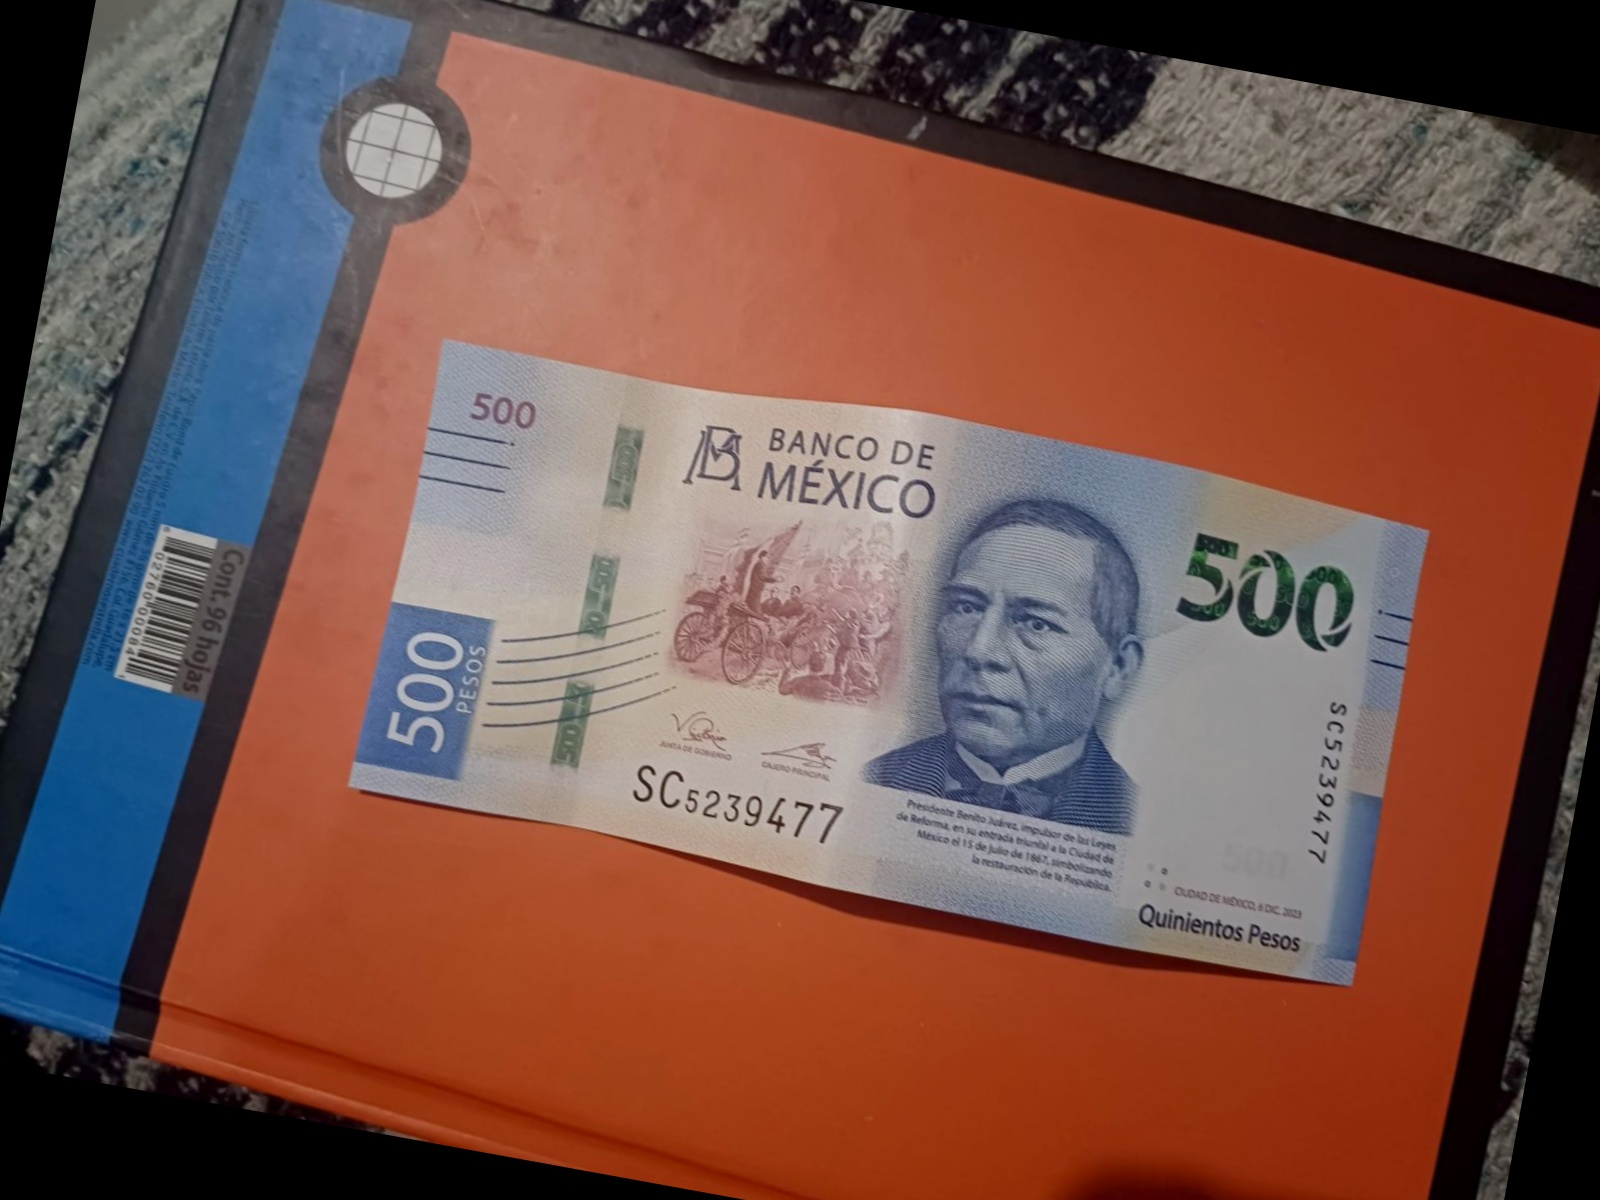 500
BANCO DE
MÉXICO
500
500
PESOS
JUNTA DE GOBIERNO
CAJERO PRINCIPAL
SC5239477
SC5239477
Presidente Benito Juárez, impulsor de las Leyes
de Reforma, en su entrada triunfal a la Ciudad de
México el 15 de julio de 1867, simbolizando
la restauración de la República.
500
CIUDAD DE MÉXICO, 6 DIC. 2023
Quinientos Pesos
Cont. 96 hojas